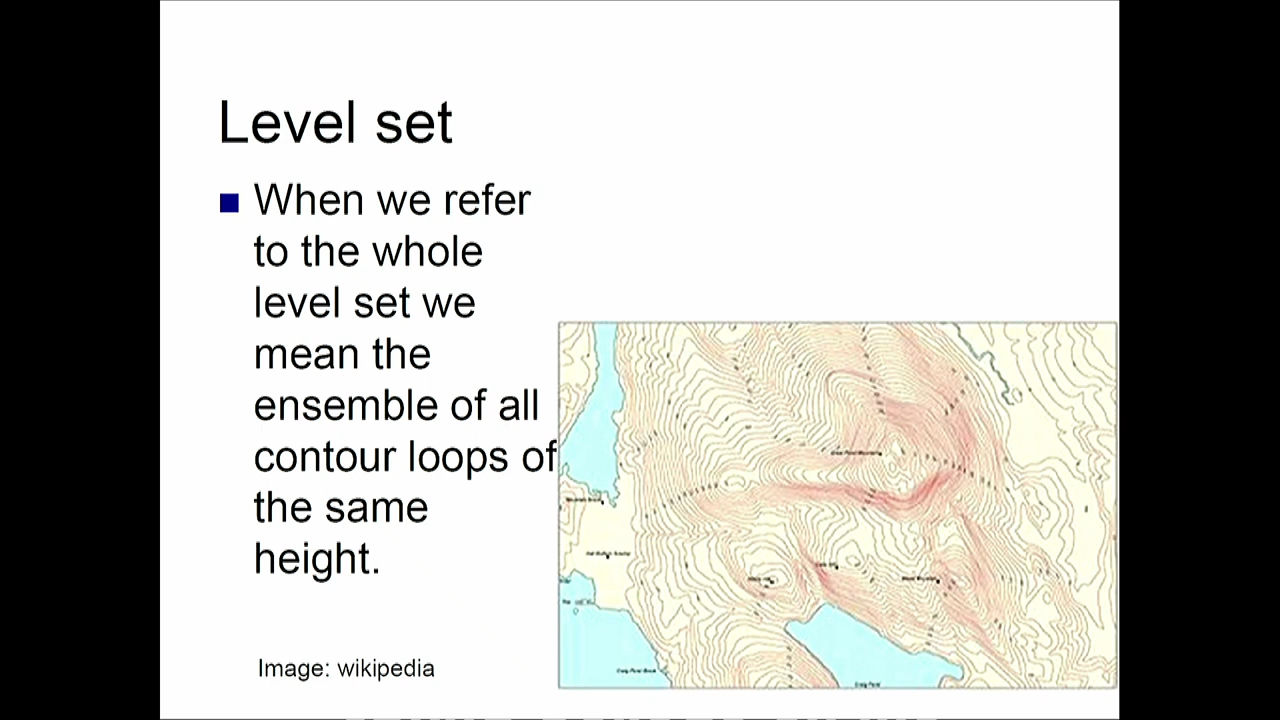 Level set
When we refer
to the whole
level set we
mean the
ensemble of all
contour loops of
the same
height.
Image: wikipedia